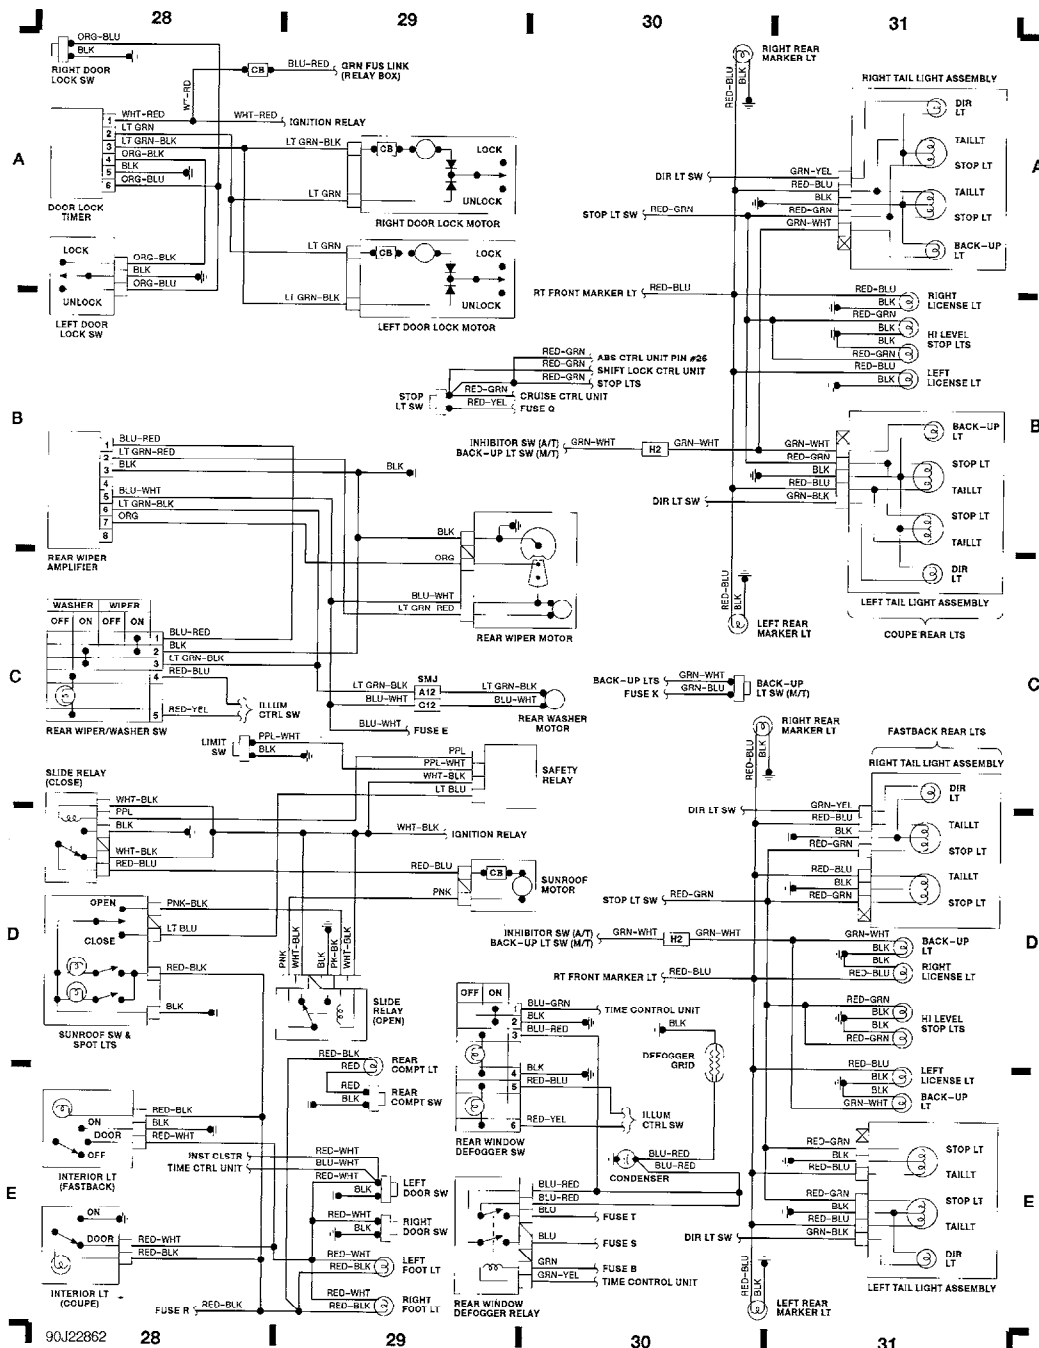 28 29 30 31
ORG-BLU
BLK
RIGHT DOOR
LOCK SW
WT-RD
CB
BLU-RED
GRN FUS LINK
(RELAY BOX)
WHT-RED
LT GRN
LT GRN-BLK
ORG-BLK
BLK
ORG-BLU
1
2
3
4
5
6
WHT-RED
IGNITION RELAY
A
DOOR LOCK
TIMER
LT GRN-BLK
CB
LOCK
LT GRN
UNLOCK
RIGHT DOOR LOCK MOTOR
LOCK
ORG-BLK
BLK
ORG-BLU
UNLOCK
LEFT DOOR
LOCK SW
LT GRN
CB
LOCK
LT GRN-BLK
UNLOCK
LEFT DOOR LOCK MOTOR
RIGHT REAR
MARKER LT
RED-BLU
BLK
RIGHT TAIL LIGHT ASSEMBLY
DIR
LT
TAILLT
STOP LT
TAILLT
STOP LT
BACK-UP
LT
A
DIR LT SW
GRN-YEL
RED-BLU
BLK
STOP LT SW
RED-GRN
RED-GRN
GRN-WHT
RT FRONT MARKER LT
RED-BLU
RED-BLU
BLK
RED-GRN
BLK
BLK
RED-GRN
RED-BLU
BLK
RIGHT
LICENSE LT
HI LEVEL
STOP LTS
LEFT
LICENSE LT
STOP
LT SW
RED-GRN
RED-GRN
RED-GRN
RED-GRN
RED-YEL
ABS CTRL UNIT PIN #26
SHIFT LOCK CTRL UNIT
STOP LTS
CRUISE CTRL UNIT
FUSE Q
B
BLU-RED
LT GRN-RED
BLK
BLU-WHT
LT GRN-BLK
ORG
1
2
3
4
5
6
7
8
REAR WIPER
AMPLIFIER
BLK
BLK
ORG
BLU-WHT
LT GRN RED
REAR WIPER MOTOR
INHIBITOR SW (A/T)
BACK-UP LT SW (M/T)
GRN-WHT
H2
GRN-WHT
GRN-WHT
RED-GRN
BLK
RED-BLU
GRN-BLK
DIR LT SW
BACK-UP
LT
STOP LT
TAILLT
STOP LT
TAILLT
DIR
LT
B
RED-BLU
BLK
LEFT REAR
MARKER LT
LEFT TAIL LIGHT ASSEMBLY
COUPE REAR LTS
WASHER WIPER
OFF ON OFF ON
1
2
3
4
5
BLU-RED
BLK
LT GRN-BLK
RED-BLU
RED-YEL
ILLUM
CTRL SW
REAR WIPER/WASHER SW
C
SMJ
LT GRN-BLK
A12
LT GRN-BLK
BLU-WHT
C12
BLU-WHT
REAR WASHER
MOTOR
BLU-WHT
FUSE E
BACK-UP LTS
FUSE X
GRN-WHT
GRN-BLU
BACK-UP
LT SW (M/T)
C
LIMIT
SW
PPL-WHT
BLK
PPL
PPL-WHT
WHT-BLK
LT BLU
SAFETY
RELAY
SLIDE RELAY
(CLOSE)
WHT-BLK
PPL
BLK
WHT-BLK
RED-BLU
WHT-BLK
IGNITION RELAY
RED-BLU
CB
PNK
SUNROOF
MOTOR
RIGHT REAR
MARKER LT
RED-BLU
BLK
FASTBACK REAR LTS
RIGHT TAIL LIGHT ASSEMBLY
DIR
LT
TAILLT
STOP LT
TAILLT
STOP LT
DIR LT SW
GRN-YEL
RED-BLU
BLK
RED-GRN
RED-BLU
BLK
RED-GRN
STOP LT SW
RED-GRN
D
OPEN
CLOSE
PNK-BLK
LT BLU
RED-BLK
BLK
SUNROOF SW &
SPOT LTS
PNK
WHT-BLK
BLK
PK-BK
WHT-BLK
SLIDE
RELAY
(OPEN)
INHIBITOR SW (A/T)
BACK-UP LT SW (M/T)
GRN-WHT
H2
GRN-WHT
GRN-WHT
BLK
BLK
RED-BLU
BACK-UP
LT
RIGHT
LICENSE LT
RT FRONT MARKER LT
RED-BLU
D
RED-GRN
BLK
RED-GRN
HI LEVEL
STOP LTS
RED-BLU
BLK
BLK
GRN-WHT
LEFT
LICENSE LT
BACK-UP
LT
OFF ON
1
2
3
4
5
6
BLU-GRN
BLK
BLU-RED
BLK
RED-BLU
RED-YEL
TIME CONTROL UNIT
BLK
DEFOGGER
GRID
ILLUM
CTRL SW
REAR WINDOW
DEFOGGER SW
RED-BLK
RED
REAR
COMPT LT
RED
BLK
REAR
COMPT SW
ON
DOOR
OFF
RED-BLK
BLK
RED-WHT
INTERIOR LT
(FASTBACK)
INST CLSTR
TIME CTRL UNIT
RED-WHT
BLU-WHT
RED-WHT
BLK
LEFT
DOOR SW
RED-WHT
BLK
RIGHT
DOOR SW
RED-WHT
RED-BLK
LEFT
FOOT LT
RED-WHT
RED-BLK
RIGHT
FOOT LT
E
ON
DOOR
RED-WHT
RED-BLK
INTERIOR LT
(COUPE)
FUSE R
RED-BLK
BLU-RED
BLU-RED
CONDENSER
BLU-RED
BLU-RED
BLU
FUSE T
BLU
FUSE S
GRN
FUSE B
GRN-YEL
TIME CONTROL UNIT
REAR WINDOW
DEFOGGER RELAY
RED-GRN
BLK
RED-BLU
RED-GRN
BLK
RED-BLU
GRN-BLK
DIR LT SW
STOP LT
TAILLT
STOP LT
TAILLT
DIR
LT
LEFT TAIL LIGHT ASSEMBLY
E
RED-BLU
BLK
LEFT REAR
MARKER LT
90J22862
28 29 30 31